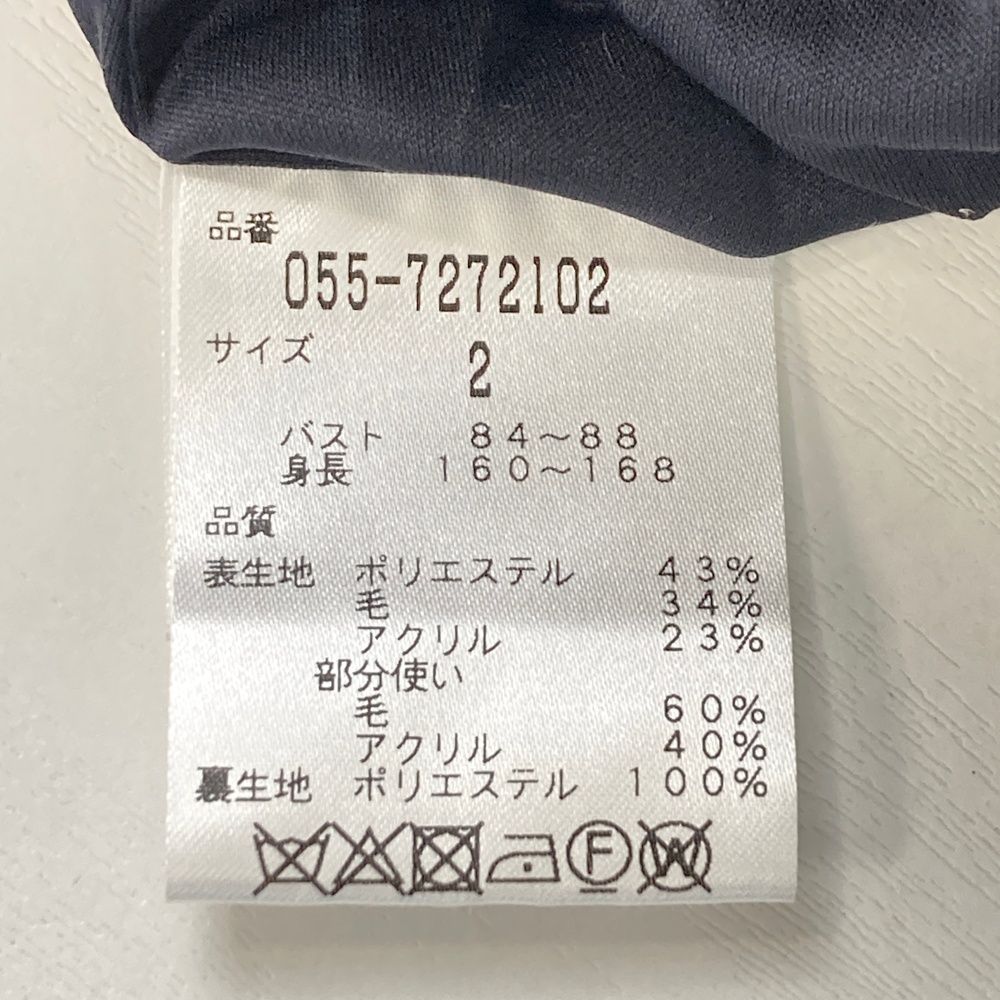 品番
055-7272102
サイズ 2
バスト 84～88
身長 160～168
品質
表生地 ポリエステル 43%
毛 34%
アクリル 23%
部分使い
毛 60%
アクリル 40%
裏生地 ポリエステル 100%
F W